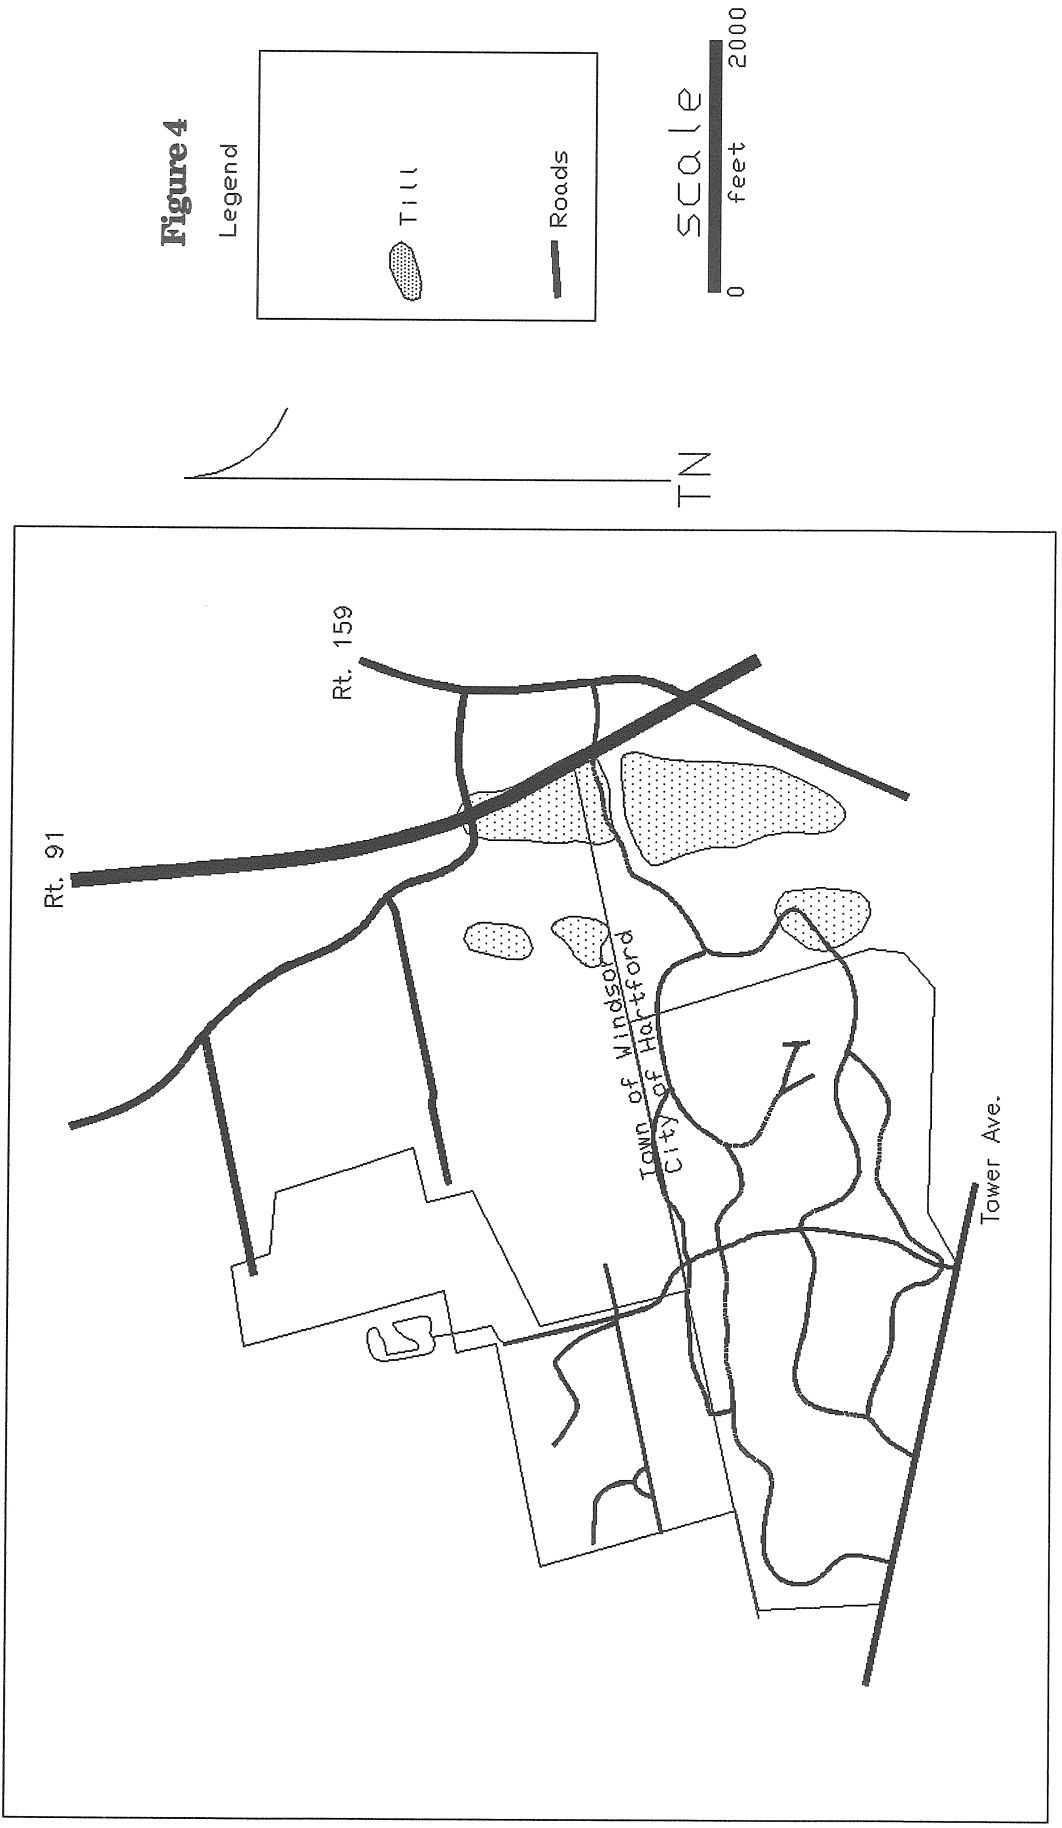 Figure 4
Legend
Till
Roads
scale
0 feet 2000
TN
Rt. 159
Rt. 91
Town of Windsor
City of Hartford
Tower Ave.